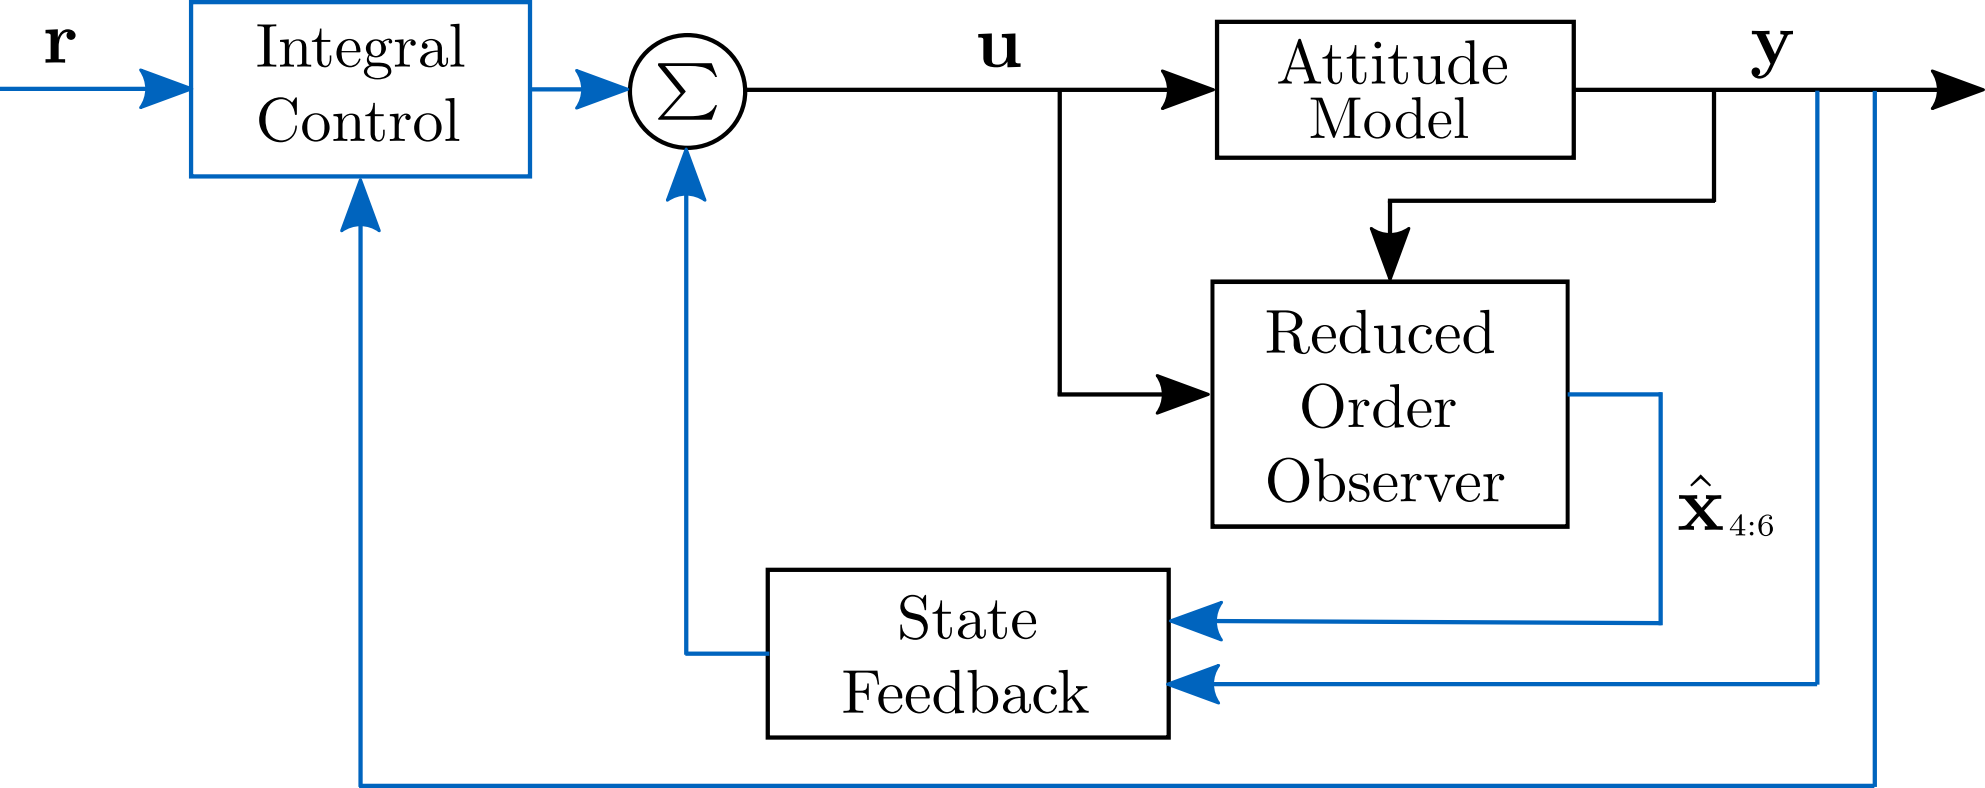 r
Integral
Control
∑
u
Attitude
Model
y
Reduced
Order
Observer
x̂4:6
State
Feedback